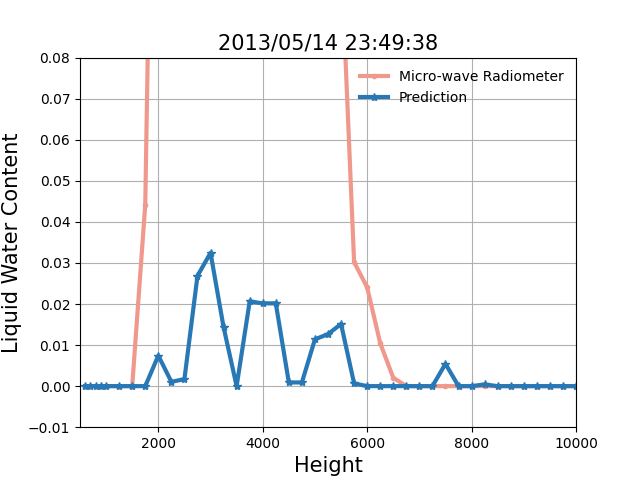 2013/05/14 23:49:38
Micro-wave Radiometer
Prediction
0.08
0.07
0.06
0.05
0.04
0.03
0.02
0.01
0.00
−0.01
Liquid Water Content
2000 4000 6000 8000 10000
Height